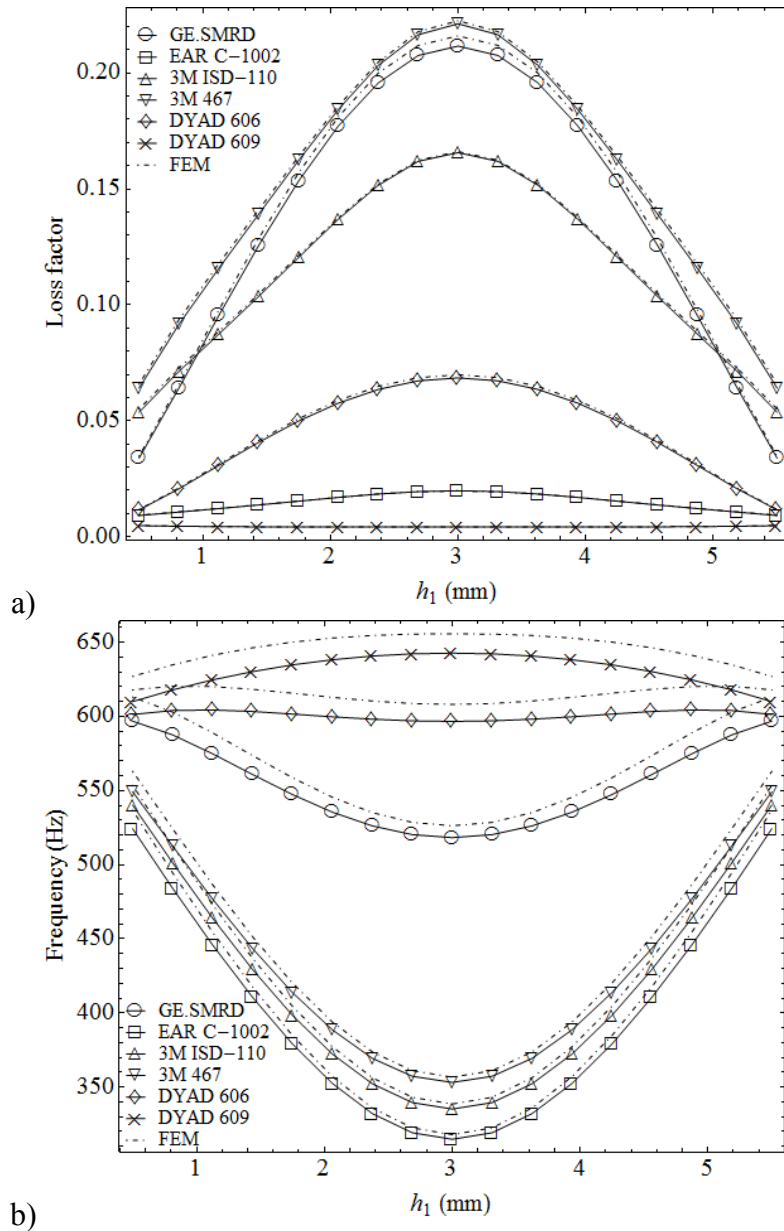 0.20
0.15
0.10
0.05
0.00
Loss factor
GE.SMRD
EAR C−1002
3M ISD−110
3M 467
DYAD 606
DYAD 609
FEM
1 2 3 4 5
h₁ (mm)
a)
650
600
550
500
450
400
350
Frequency (Hz)
GE.SMRD
EAR C−1002
3M ISD−110
3M 467
DYAD 606
DYAD 609
FEM
1 2 3 4 5
h₁ (mm)
b)